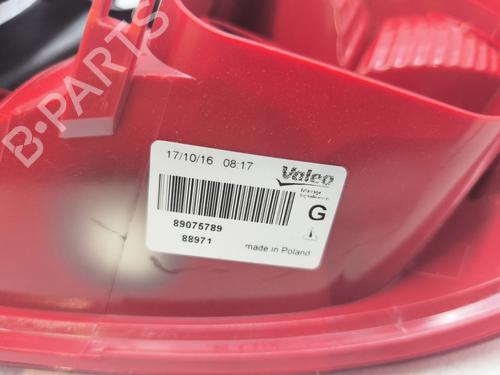 B-PARTS
17/10/16 08:17
Valeo
89075789
G
88971
made in Poland